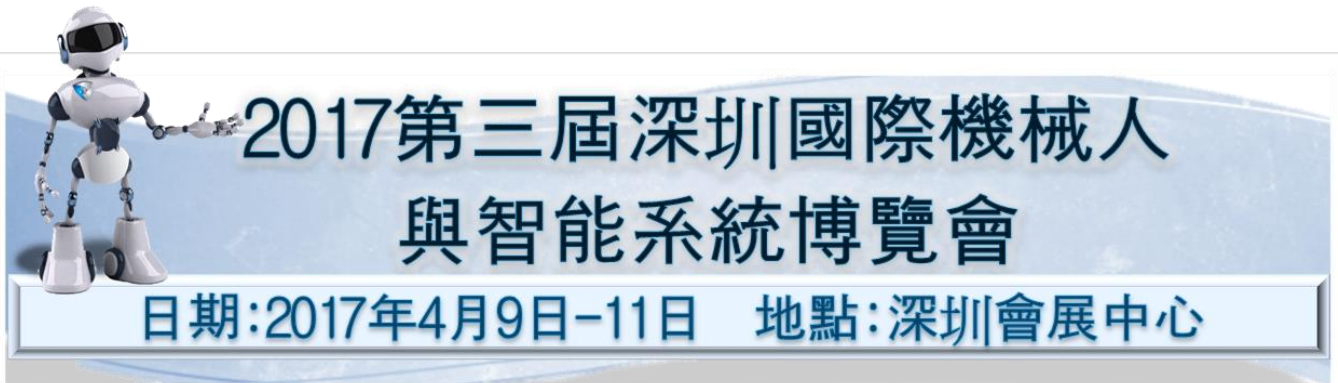 2017第三屆深圳國際機械人
與智能系統博覽會
日期:2017年4月9日-11日 地點:深圳會展中心